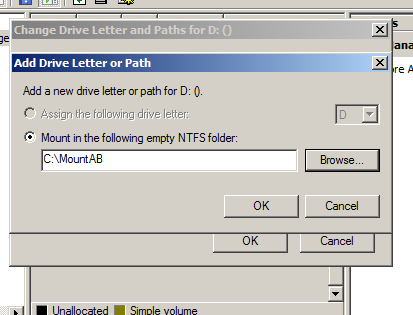 Change Drive Letter and Paths for D: ()
Add Drive Letter or Path
Add a new drive letter or path for D: ().
Assign the following drive letter:
D
Mount in the following empty NTFS folder:
C:\MountAB
Browse...
OK
Cancel
OK
Cancel
Unallocated
Simple volume